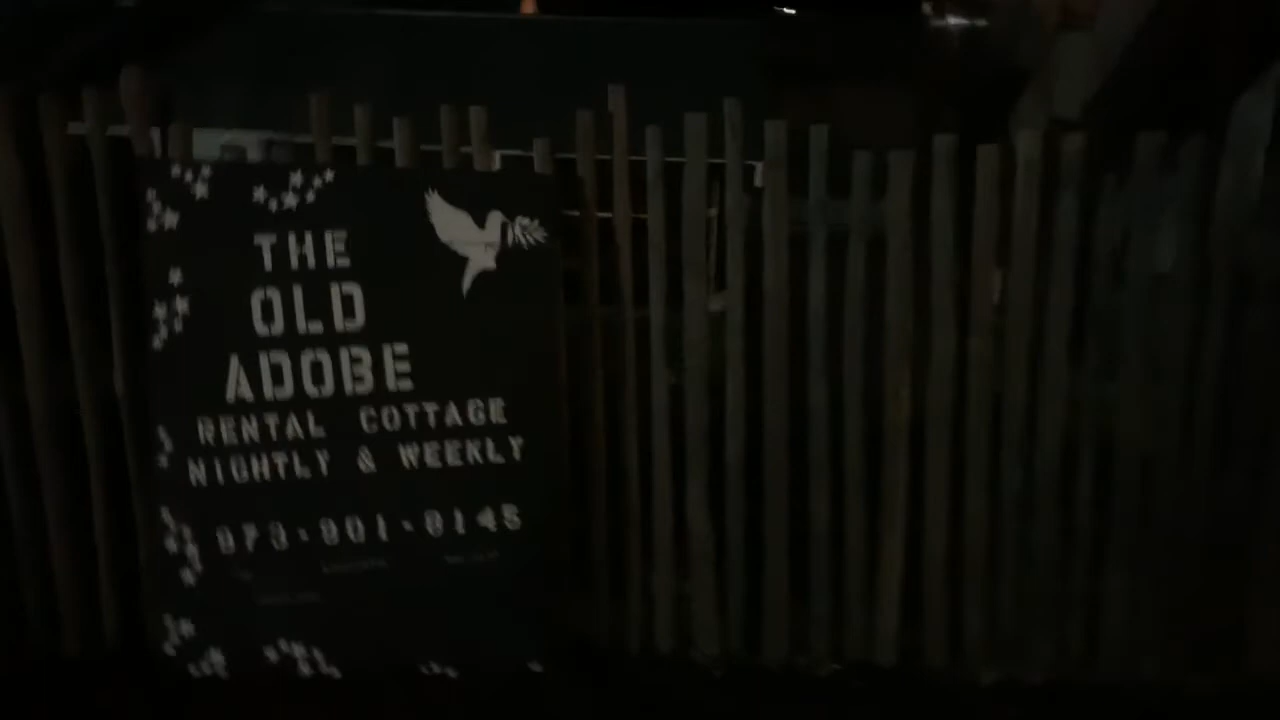 THE
OLD
ADOBE
RENTAL COTTAGE
NIGHTLY & WEEKLY